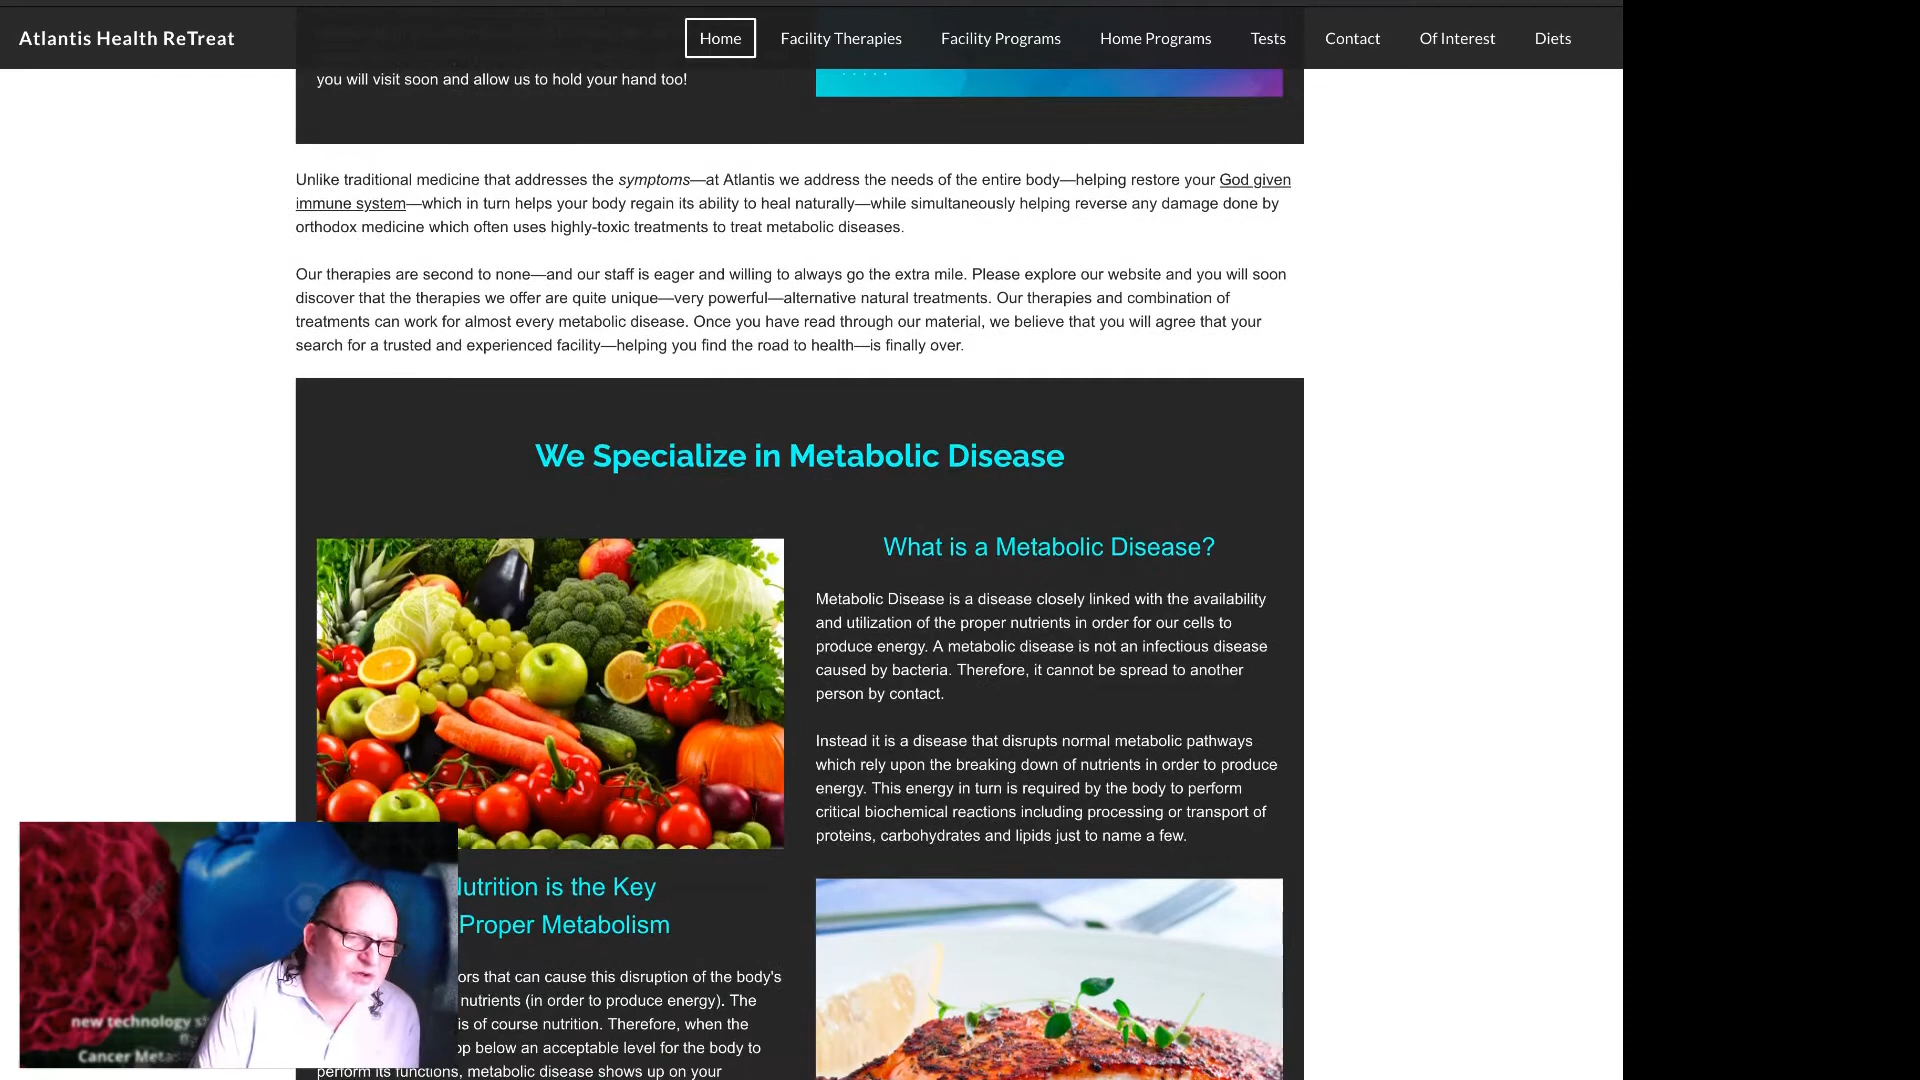 Atlantis Health ReTreat
Home
Facility Therapies
Facility Programs
Home Programs
Tests
Contact
Of Interest
Diets
you will visit soon and allow us to hold your hand too!
Unlike traditional medicine that addresses the symptoms—at Atlantis we address the needs of the entire body—helping restore your God given
immune system—which in turn helps your body regain its ability to heal naturally—while simultaneously helping reverse any damage done by
orthodox medicine which often uses highly-toxic treatments to treat metabolic diseases.
Our therapies are second to none—and our staff is eager and willing to always go the extra mile. Please explore our website and you will soon
discover that the therapies we offer are quite unique—very powerful—alternative natural treatments. Our therapies and combination of
treatments can work for almost every metabolic disease. Once you have read through our material, we believe that you will agree that your
search for a trusted and experienced facility—helping you find the road to health—is finally over.
We Specialize in Metabolic Disease
What is a Metabolic Disease?
Metabolic Disease is a disease closely linked with the availability
and utilization of the proper nutrients in order for our cells to
produce energy. A metabolic disease is not an infectious disease
caused by bacteria. Therefore, it cannot be spread to another
person by contact.
Instead it is a disease that disrupts normal metabolic pathways
which rely upon the breaking down of nutrients in order to produce
energy. This energy in turn is required by the body to perform
critical biochemical reactions including processing or transport of
proteins, carbohydrates and lipids just to name a few.
utrition is the Key
Proper Metabolism
ors that can cause this disruption of the body's
nutrients (in order to produce energy). The
is of course nutrition. Therefore, when the
op below an acceptable level for the body to
perform its functions, metabolic disease shows up on your
new technology
Cancer